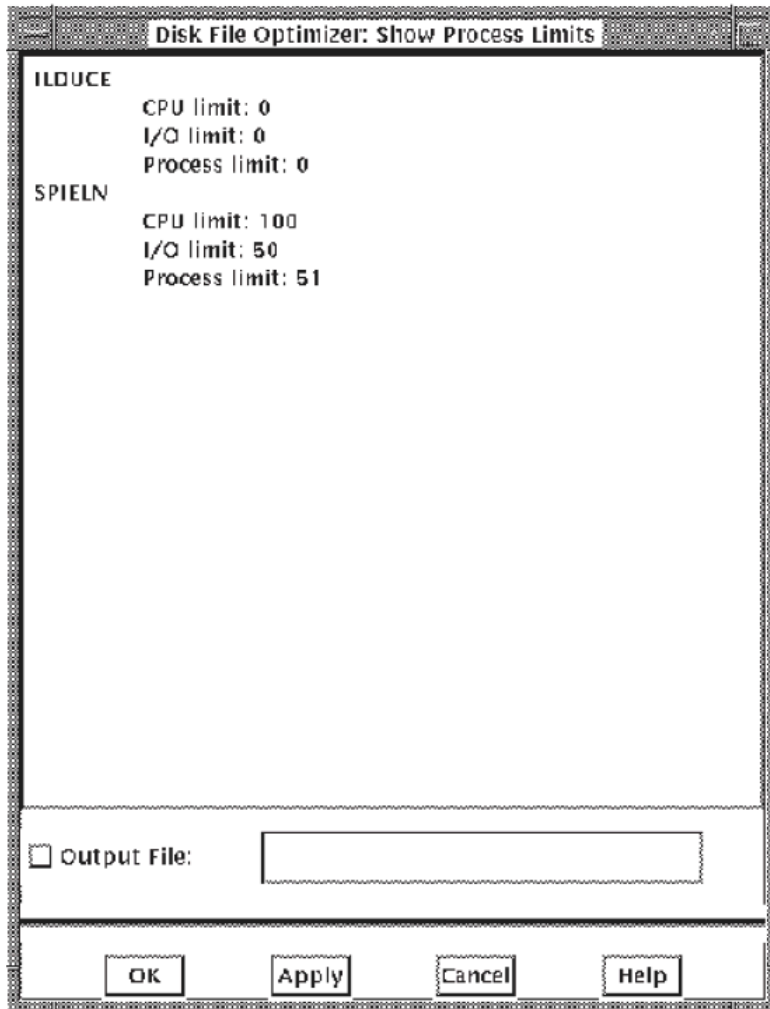 Disk File Optimizer: Show Process Limits
ILDUCE
CPU limit: 0
I/O limit: 0
Process limit: 0
SPIELN
CPU limit: 100
I/O limit: 50
Process limit: 51
Output File:
OK Apply Cancel Help